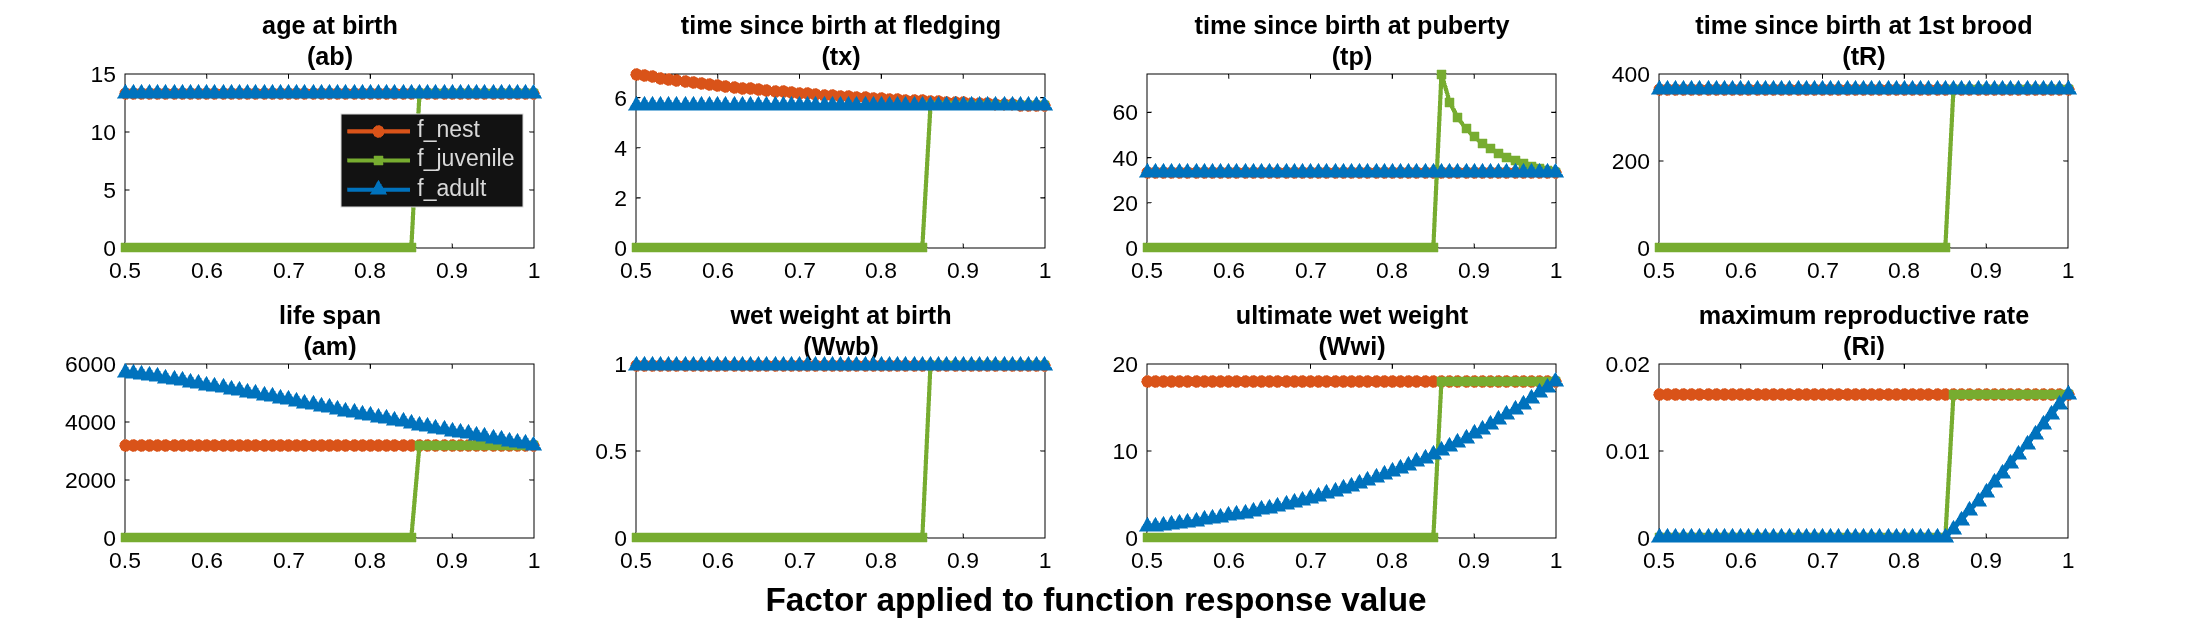 age at birth
(ab)
15
10
5
0
0.5 0.6 0.7 0.8 0.9 1
f_nest
f_juvenile
f_adult
time since birth at fledging
(tx)
6
4
2
0
0.5 0.6 0.7 0.8 0.9 1
time since birth at puberty
(tp)
60
40
20
0
0.5 0.6 0.7 0.8 0.9 1
time since birth at 1st brood
(tR)
400
200
0
0.5 0.6 0.7 0.8 0.9 1
life span
(am)
6000
4000
2000
0
0.5 0.6 0.7 0.8 0.9 1
wet weight at birth
(Wwb)
1
0.5
0
0.5 0.6 0.7 0.8 0.9 1
ultimate wet weight
(Wwi)
20
10
0
0.5 0.6 0.7 0.8 0.9 1
maximum reproductive rate
(Ri)
0.02
0.01
0
0.5 0.6 0.7 0.8 0.9 1
Factor applied to function response value